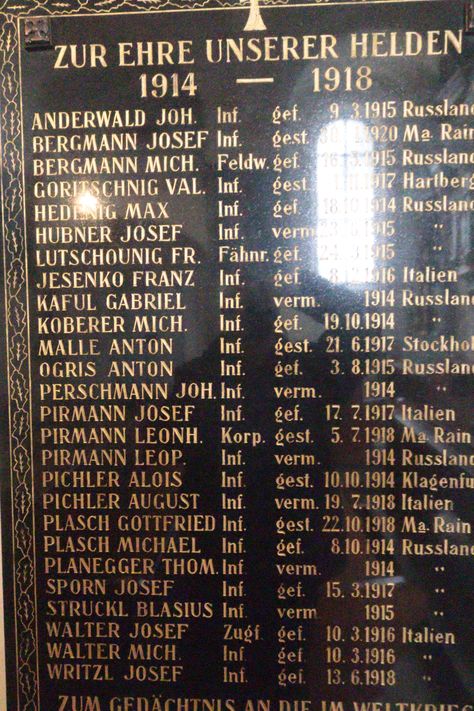 ZUR EHRE UNSERER HELDEN
1914 — 1918
ANDERWALD JOH. Inf. gef. 9. 3.1915 Russland
BERGMANN JOSEF Inf. gest. 1920 Ma. Rain
BERGMANN MICH. Feldw. gef. 1915 Russland
GORITSCHNIG VAL. Inf. gest. 1917 Hartberg
HEDENIG MAX Inf. gef. 18.10.1914 Russland
HUBNER JOSEF Inf. verm. 1915 "
LUTSCHOUNIG FR. Fähnr. gef. 1915 "
JESENKO FRANZ Inf. gef. 1916 Italien
KAFUL GABRIEL Inf. verm. 1914 Russland
KOBERER MICH. Inf. gef. 19.10.1914 "
MALLE ANTON Inf. gest. 21. 6.1917 Stockhol
OGRIS ANTON Inf. gef. 3. 8.1915 Russland
PERSCHMANN JOH. Inf. verm. 1914 "
PIRMANN JOSEF Inf. gef. 17. 7.1917 Italien
PIRMANN LEONH. Korp. gest. 5. 7.1918 Ma. Rain
PIRMANN LEOP. Inf. verm. 1914 Russland
PICHLER ALOIS Inf. gest. 10.10.1914 Klagenfu
PICHLER AUGUST Inf. verm. 19. 7.1918 Italien
PLASCH GOTTFRIED Inf. gest. 22.10.1918 Ma. Rain
PLASCH MICHAEL Inf. gef. 8.10.1914 Russland
PLANEGGER THOM. Inf. verm. 1914 "
SPORN JOSEF Inf. gef. 15. 3.1917 "
STRUCKL BLASIUS Inf. verm. 1915 "
WALTER JOSEF Zugf. gef. 10. 3.1916 Italien
WALTER MICH. Inf. gef. 10. 3.1916 "
WRITZL JOSEF Inf. gef. 13. 6.1918 "
ZUM GEDÄCHTNIS AN DIE IM WELTKRIEG